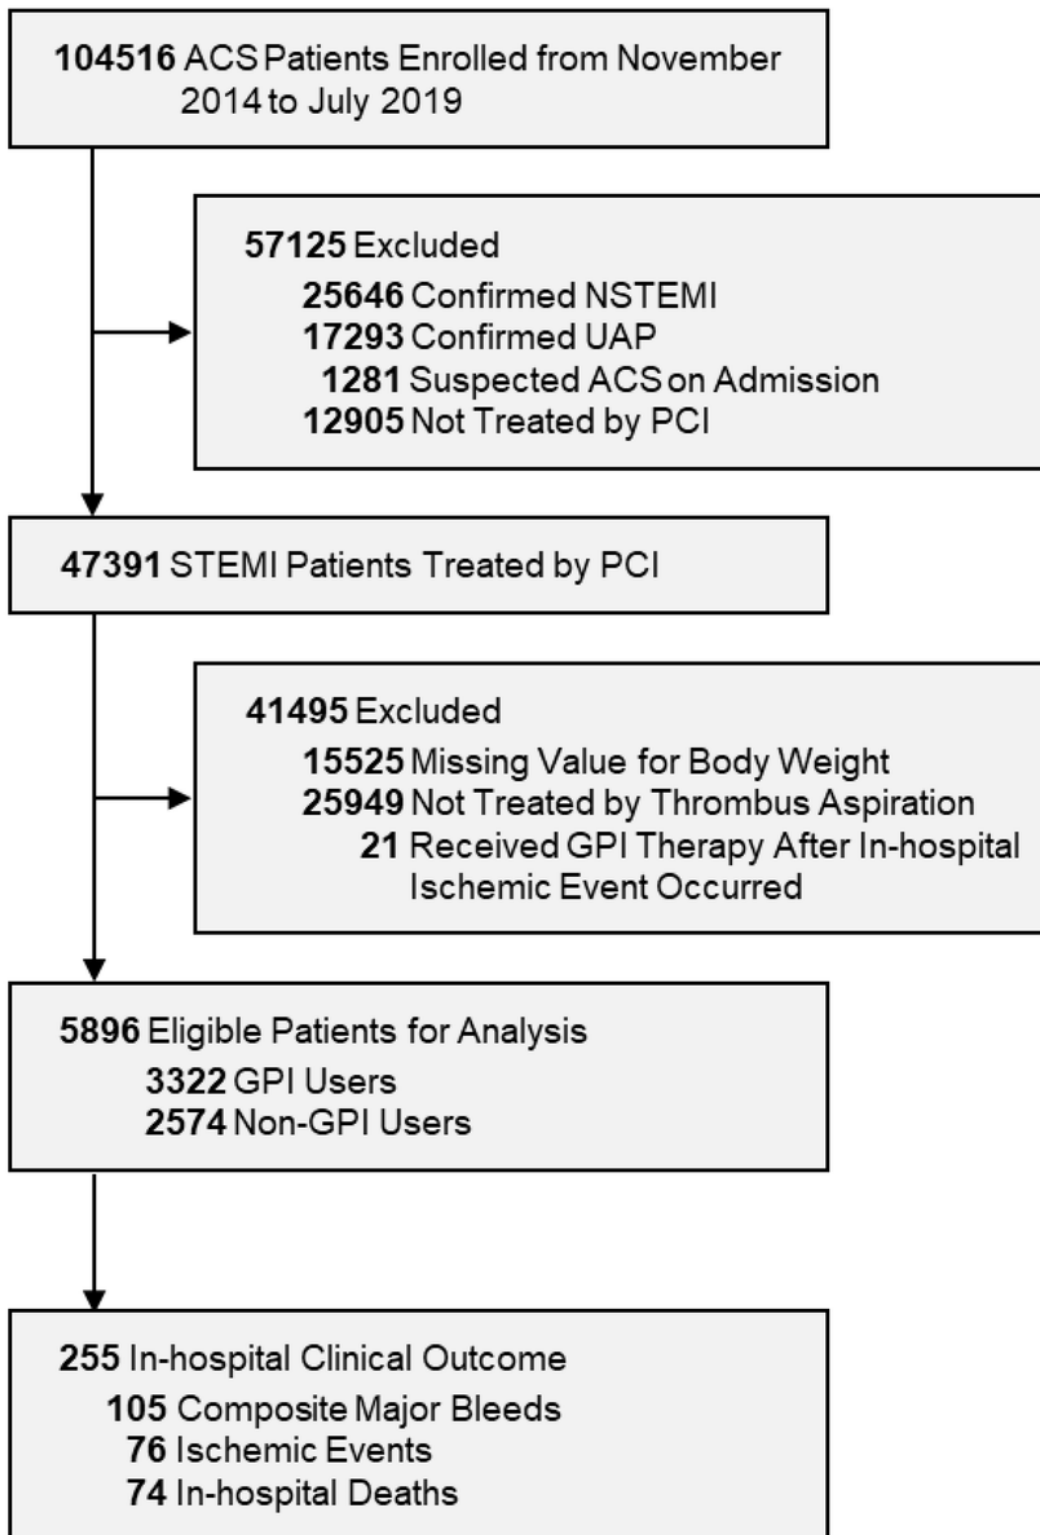 104516 ACS Patients Enrolled from November
2014 to July 2019
57125 Excluded
25646 Confirmed NSTEMI
17293 Confirmed UAP
1281 Suspected ACS on Admission
12905 Not Treated by PCI
47391 STEMI Patients Treated by PCI
41495 Excluded
15525 Missing Value for Body Weight
25949 Not Treated by Thrombus Aspiration
21 Received GPI Therapy After In-hospital
Ischemic Event Occurred
5896 Eligible Patients for Analysis
3322 GPI Users
2574 Non-GPI Users
255 In-hospital Clinical Outcome
105 Composite Major Bleeds
76 Ischemic Events
74 In-hospital Deaths